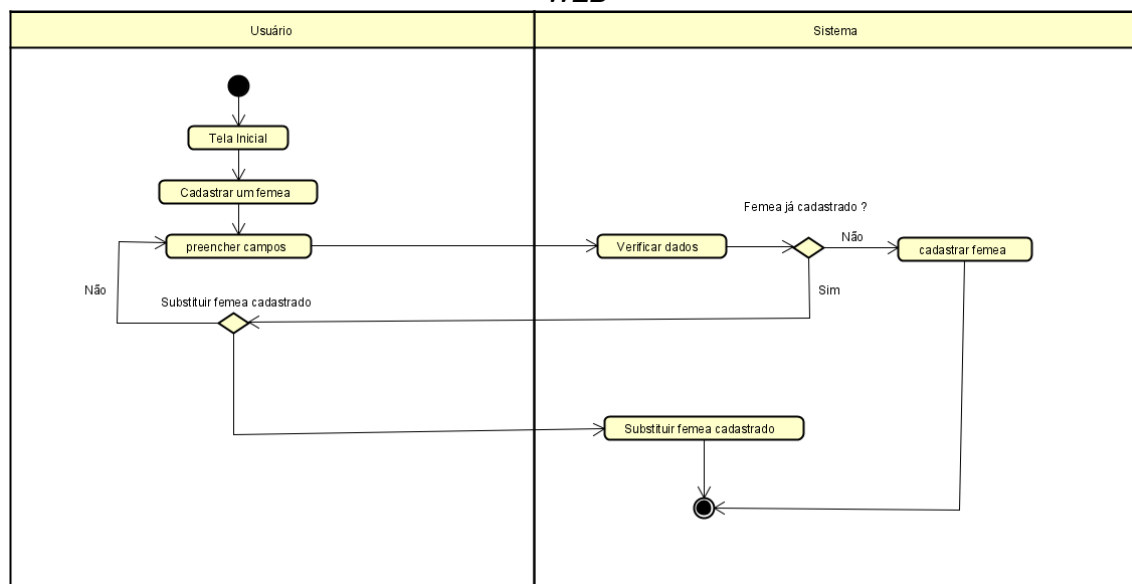 Usuário
Sistema
Tela Inicial
Cadastrar um femea
Femea já cadastrado ?
preencher campos
Verificar dados
Não
cadastrar femea
Não
Substituir femea cadastrado
Sim
Substituir femea cadastrado